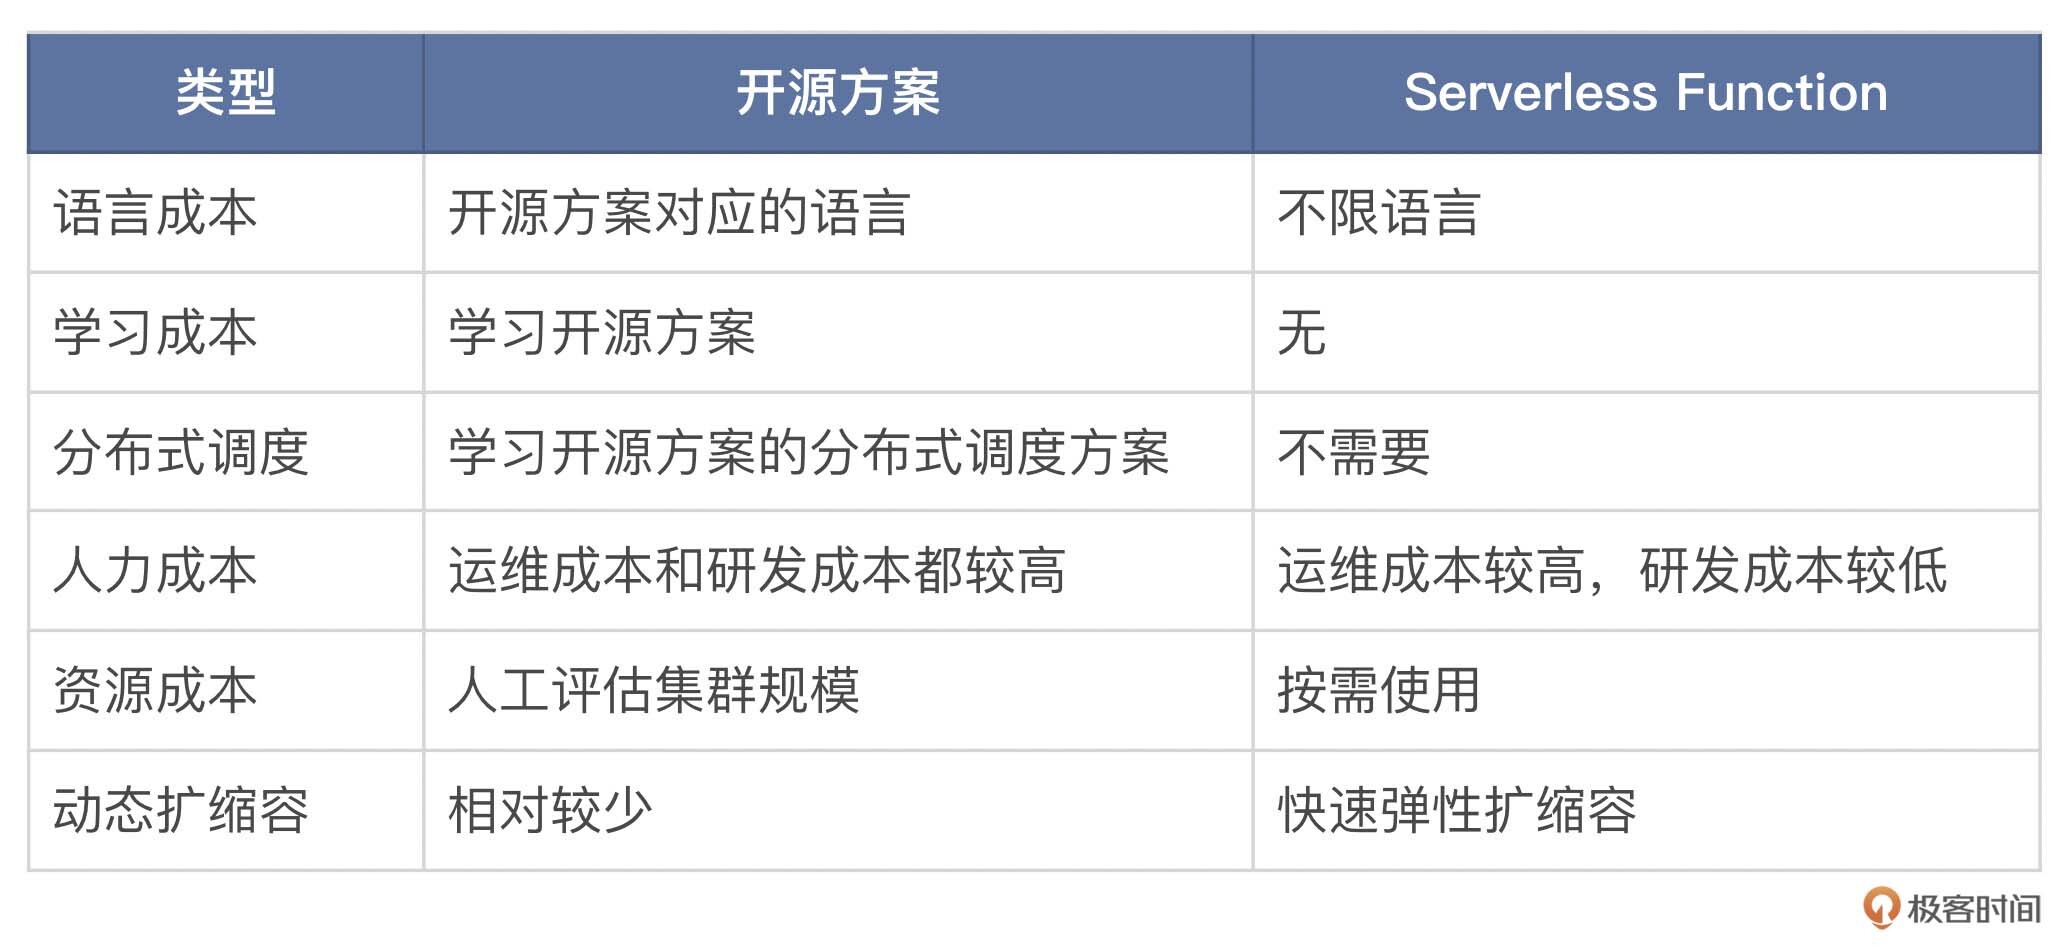 类型 开源方案 Serverless Function
语言成本 开源方案对应的语言 不限语言
学习成本 学习开源方案 无
分布式调度 学习开源方案的分布式调度方案 不需要
人力成本 运维成本和研发成本都较高 运维成本较高，研发成本较低
资源成本 人工评估集群规模 按需使用
动态扩缩容 相对较少 快速弹性扩缩容
极客时间